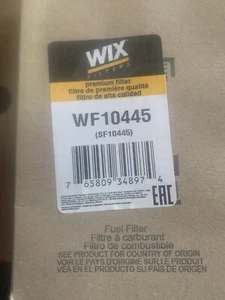 WIX
FILTERS
premium filter
filtre de première qualité
filtro de alta calidad
WF10445
(SF10445)
7 65809 34897 4
EAC
Fuel Filter
Filtre à carburant
Filtro de combustible
SEE PRODUCT FOR COUNTRY OF ORIGIN
VOIR LE PAYS D'ORIGINE SUR LE PRODUIT
VEA EN EL PRODUCTO SU PAIS DE ORIGEN